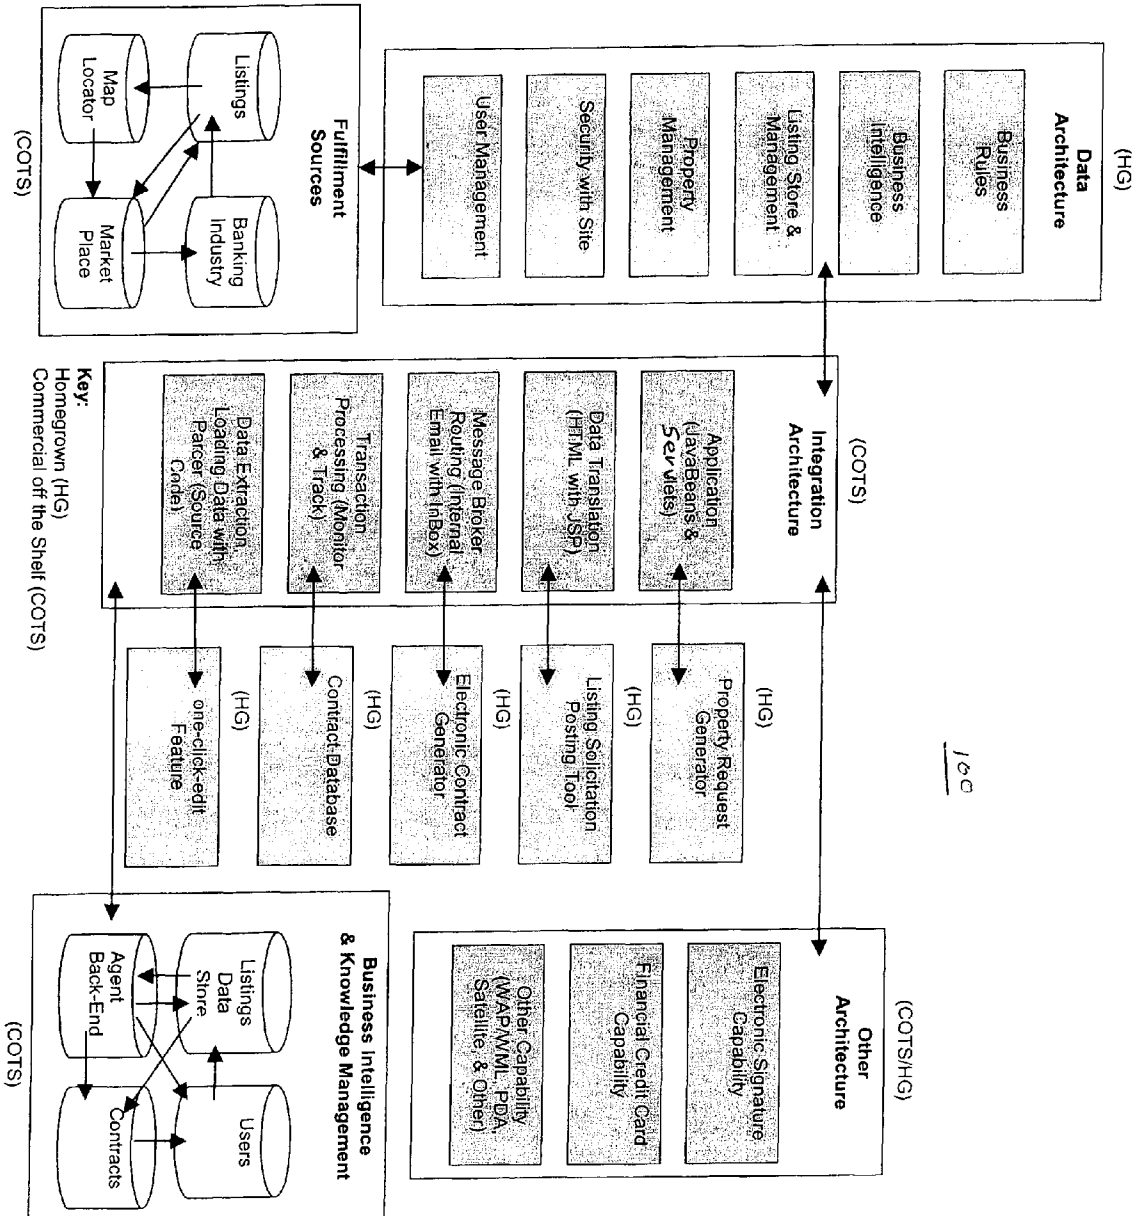 100
(HG)
Data
Architecture
Business
Rules
Business
Intelligence
Listing Store &
Management
Property
Management
Security with Site
User Management
(COTS)
Integration
Architecture
Application
(JavaBeans &
Servlets)
Data Translation
(HTML with JSP)
Message Broker
Routing (Internal
Email with InBox)
Transaction
Processing (Monitor
& Track)
Data Extraction,
Loading Data with
Parcer (Source
Code)
(HG)
Property Request
Generator
(HG)
Listing Solicitation
Posting Tool
(HG)
Electronic Contract
Generator
(HG)
Contract Database
(HG)
one-click-edit
Feature
(COTS/HG)
Other
Architecture
Electronic Signature
Capability
Financial Credit Card
Capability
Other Capability
(WAP/WML, PDA,
Satellite, & Other)
Fulfillment
Sources
Listings
Banking
Industry
Map
Locator
Market
Place
(COTS)
Key:
Homegrown (HG)
Commercial off the Shelf (COTS)
Business Intelligence
& Knowledge Management
Listings
Data
Store
Users
Agent
Back-End
Contracts
(COTS)